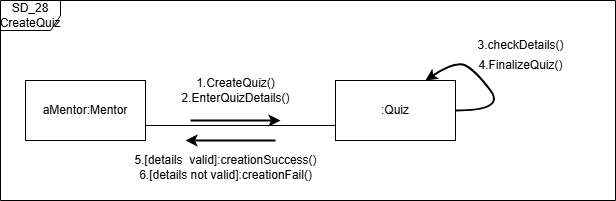 SD_28
CreateQuiz
3.checkDetails()
4.FinalizeQuiz()
1.CreateQuiz()
2.EnterQuizDetails()
aMentor:Mentor
:Quiz
5.[details  valid]:creationSuccess()
6.[details not valid]:creationFail()